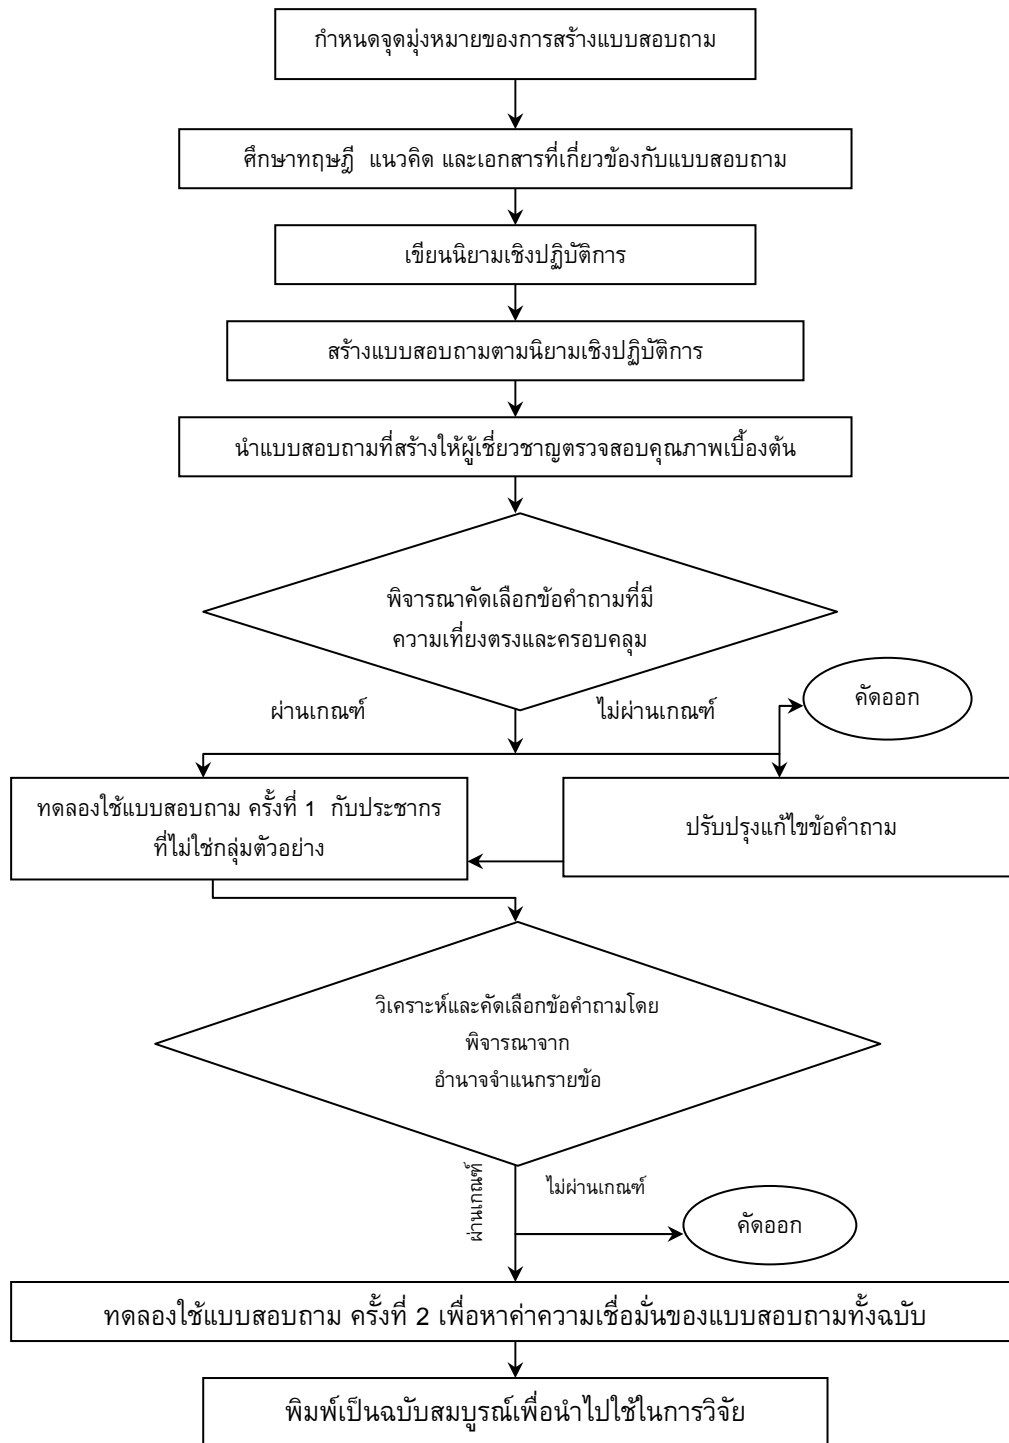 กำหนดจุดมุ่งหมายของการสร้างแบบสอบถาม
ศึกษาทฤษฎี แนวคิด และเอกสารที่เกี่ยวข้องกับแบบสอบถาม
เขียนนิยามเชิงปฏิบัติการ
สร้างแบบสอบถามตามนิยามเชิงปฏิบัติการ
นำแบบสอบถามที่สร้างให้ผู้เชี่ยวชาญตรวจสอบคุณภาพเบื้องต้น
พิจารณาคัดเลือกข้อคำถามที่มี
ความเที่ยงตรงและครอบคลุม
ผ่านเกณฑ์
ไม่ผ่านเกณฑ์
คัดออก
ทดลองใช้แบบสอบถาม ครั้งที่ 1 กับประชากร
ที่ไม่ใช่กลุ่มตัวอย่าง
ปรับปรุงแก้ไขข้อคำถาม
วิเคราะห์และคัดเลือกข้อคำถามโดย
พิจารณาจาก
อำนาจจำแนกรายข้อ
ผ่านเกณฑ์
ไม่ผ่านเกณฑ์
คัดออก
ทดลองใช้แบบสอบถาม ครั้งที่ 2 เพื่อหาค่าความเชื่อมั่นของแบบสอบถามทั้งฉบับ
พิมพ์เป็นฉบับสมบูรณ์เพื่อนำไปใช้ในการวิจัย